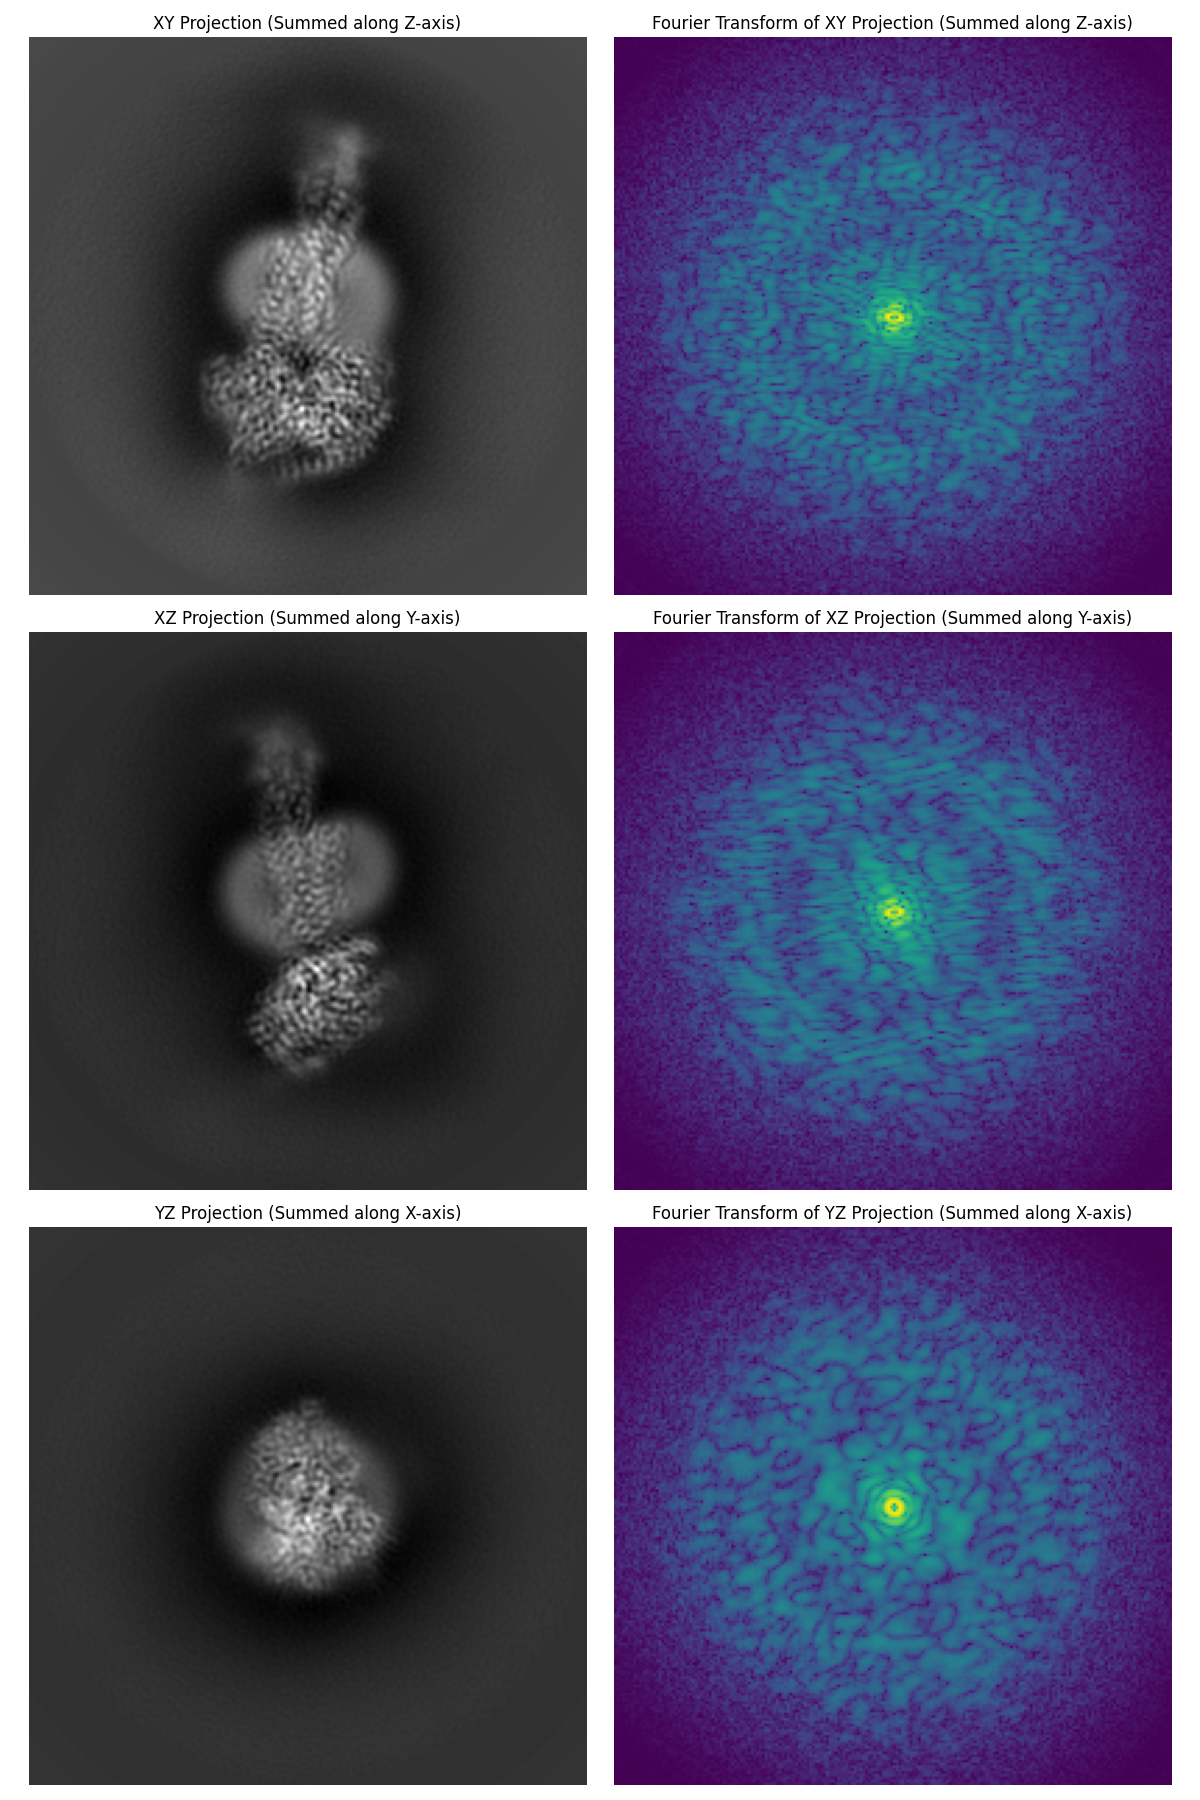 XY Projection (Summed along Z-axis)
Fourier Transform of XY Projection (Summed along Z-axis)
XZ Projection (Summed along Y-axis)
Fourier Transform of XZ Projection (Summed along Y-axis)
YZ Projection (Summed along X-axis)
Fourier Transform of YZ Projection (Summed along X-axis)